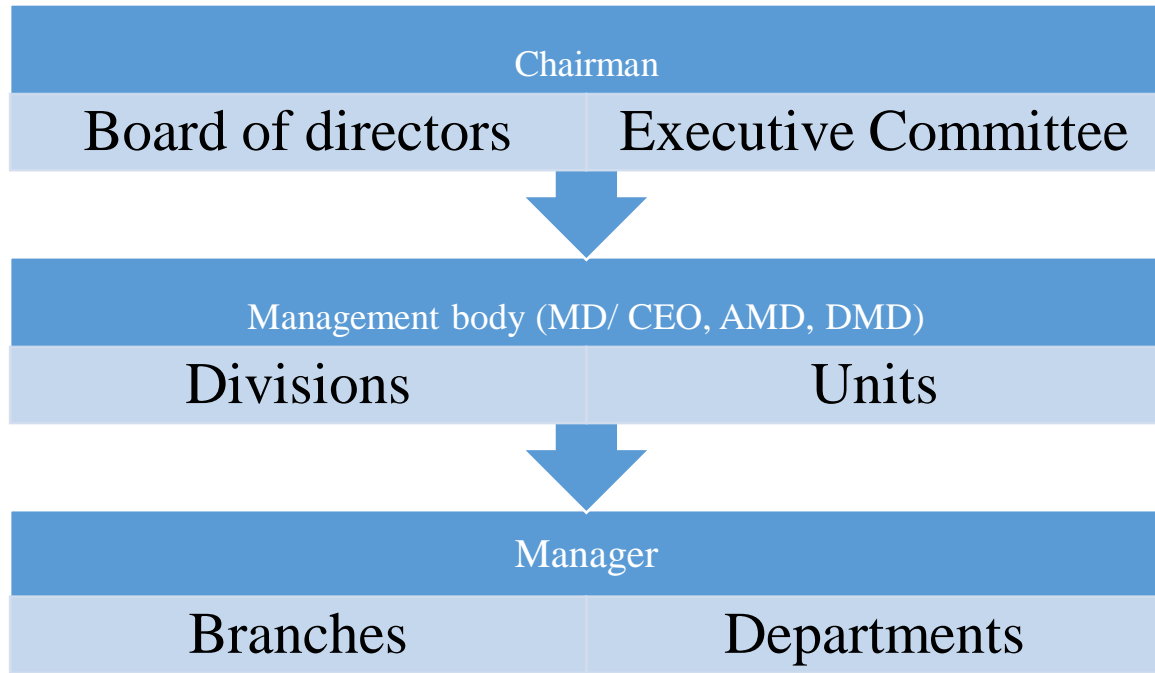 Chairman
Board of directors Executive Committee
Management body (MD/ CEO, AMD, DMD)
Divisions Units
Manager
Branches Departments